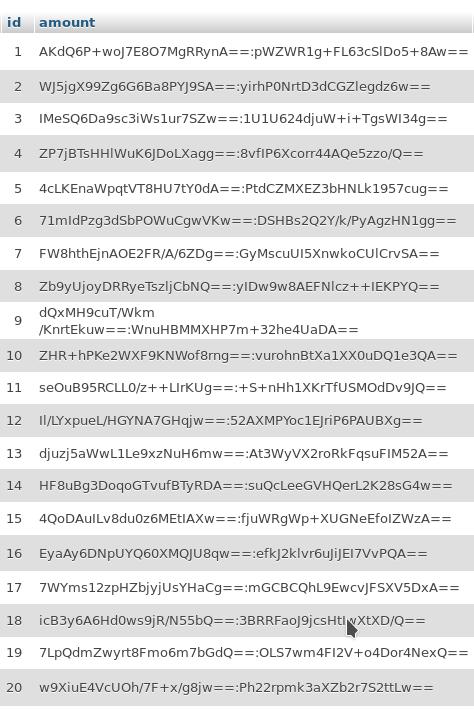 id amount
1 AKdQ6P+woJ7E8O7MgRRynA==:pWZWR1g+FL63cSlDo5+8Aw==
2 WJ5jgX99Zg6G6Ba8PYJ9SA==:yirhP0NrtD3dCGZlegdz6w==
3 IMeSQ6Da9sc3iWs1ur7SZw==:1U1U624djuW+i+TgsWI34g==
4 ZP7jBTsHHlWuK6JDoLXagg==:8vfIP6Xcorr44AQe5zzo/Q==
5 4cLKEnaWpqtVT8HU7tY0dA==:PtdCZMXEZ3bHNLk1957cug==
6 71mIdPzg3dSbPOWuCgwVKw==:DSHBs2Q2Y/k/PyAgzHN1gg==
7 FW8hthEjnAOE2FR/A/6ZDg==:GyMscuUI5XnwkoCUlCrvSA==
8 Zb9yUjoyDRRyeTszljCbNQ==:yIDw9w8AEFNlcz++IEKPYQ==
9 dQxMH9cuT/Wkm
/KnrtEkuw==:WnuHBMMXHP7m+32he4UaDA==
10 ZHR+hPKe2WXF9KNWof8rng==:vurohnBtXa1XX0uDQ1e3QA==
11 seOuB95RCLL0/z++LIrKUg==:+S+nHh1XKrTfUSMOdDv9JQ==
12 Il/LYxpueL/HGYNA7GHqjw==:52AXMPYoc1EJriP6PAUBXg==
13 djuzj5aWwL1Le9xzNuH6mw==:At3WyVX2roRkFqsuFIM52A==
14 HF8uBg3DoqoGTvufBTyRDA==:suQcLeeGVHQerL2K28sG4w==
15 4QoDAuILv8du0z6MEtIAXw==:fjuWRgWp+XUGNeEfoIZWzA==
16 EyaAy6DNpUYQ60XMQJU8qw==:efkJ2klvr6uJiJEI7VvPQA==
17 7WYms12zpHZbjyjUsYHaCg==:mGCBCQhL9EwcvJFSXV5DxA==
18
19 7LpQdmZwyrt8Fmo6m7bGdQ==:OLS7wm4FI2V+o4Dor4NexQ==
20 w9XiuE4VcUOh/7F+x/g8jw==:Ph22rpmk3aXZb2r7S2ttLw==